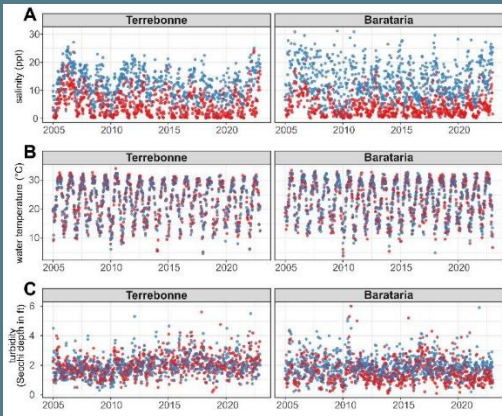 A
Terrebonne
Barataria
salinity (ppt)
30
20
10
0
2005 2010 2015 2020
2005 2010 2015 2020
B
Terrebonne
Barataria
water temperature (°C)
30
20
10
2005 2010 2015 2020
2005 2010 2015 2020
C
Terrebonne
Barataria
turbidity
(Secchi depth in ft)
6
4
2
0
2005 2010 2015 2020
2005 2010 2015 2020